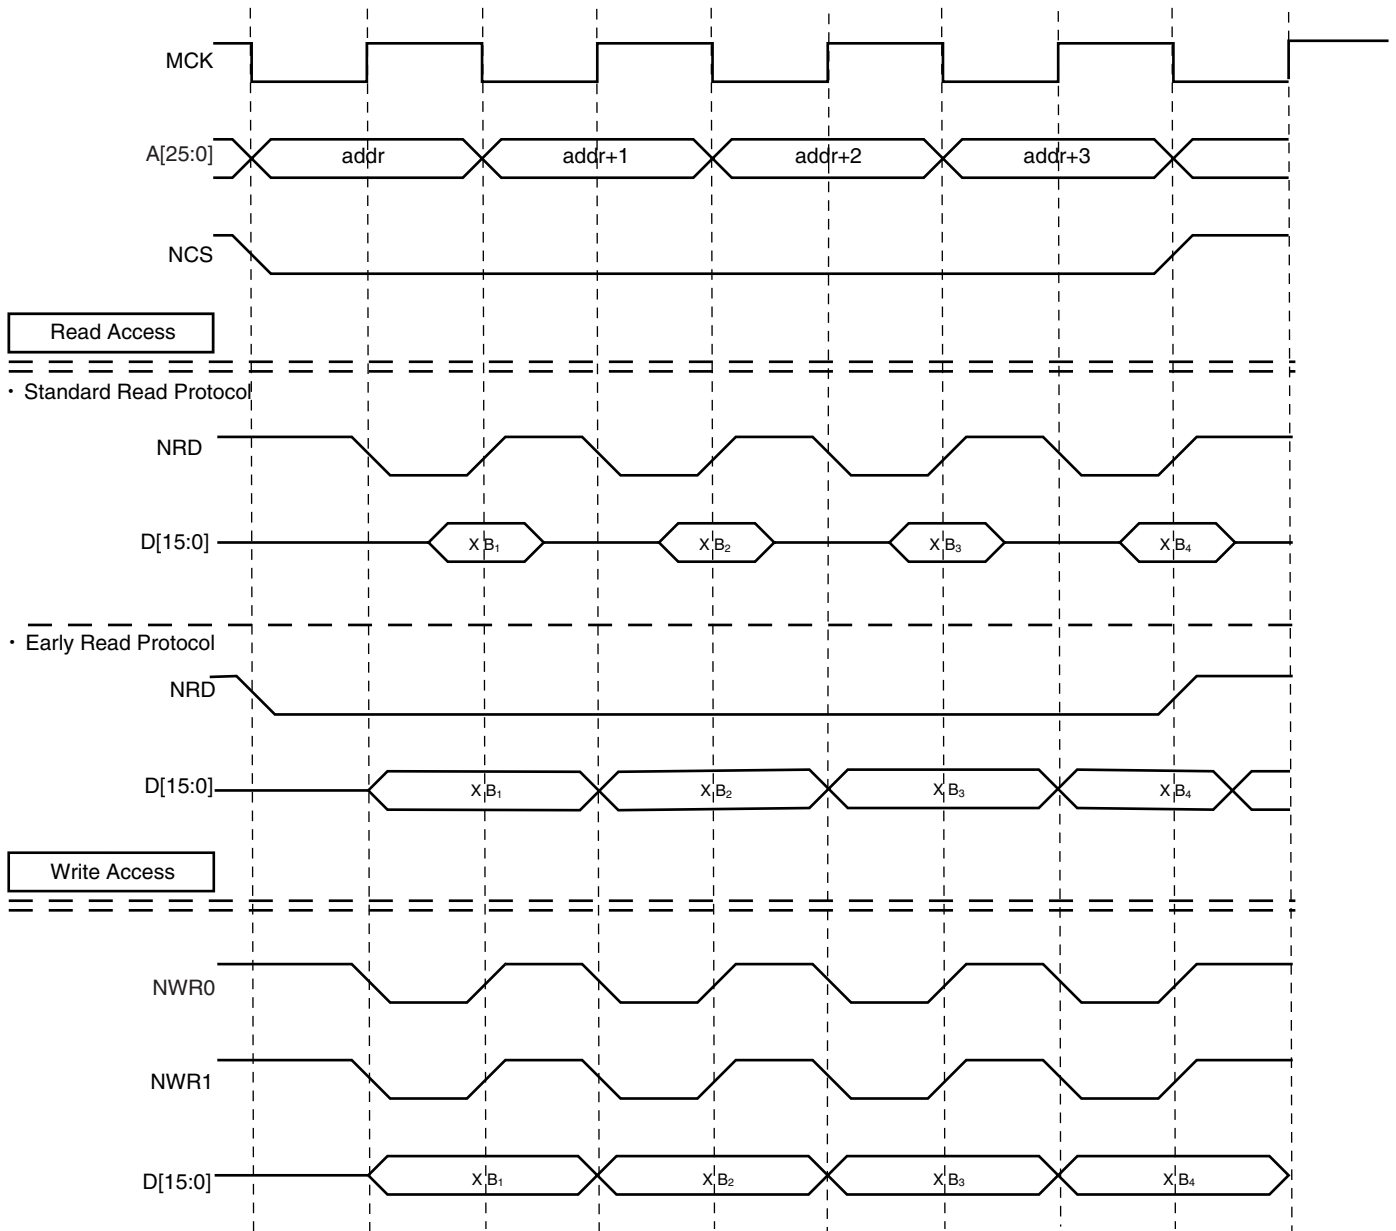 MCK
A[25:0] addr addr+1 addr+2 addr+3
NCS
Read Access
· Standard Read Protocol
NRD
D[15:0] X B₁ X B₂ X B₃ X B₄
· Early Read Protocol
NRD
D[15:0] X B₁ X B₂ X B₃ X B₄
Write Access
NWR0
NWR1
D[15:0] X B₁ X B₂ X B₃ X B₄